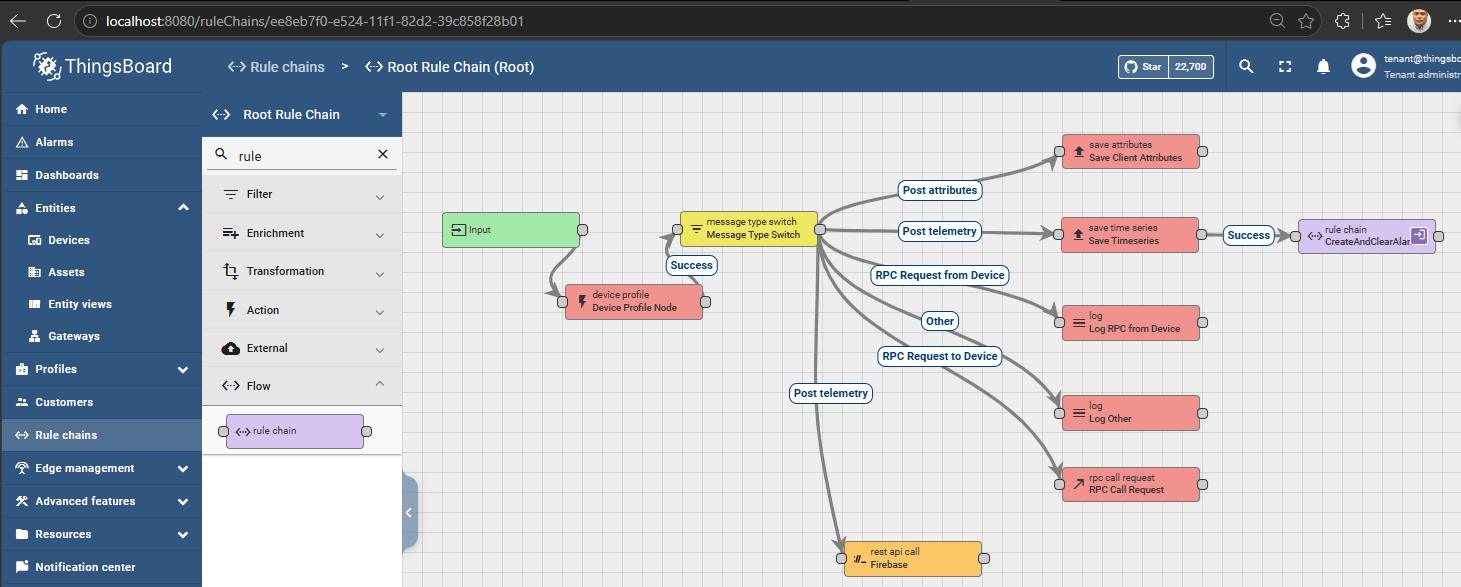 localhost:8080/ruleChains/ee8eb7f0-e524-11f1-82d2-39c858f28b01
ThingsBoard
Rule chains > Root Rule Chain (Root)
Star 22,700
tenant@thingsbo
Tenant administr
Home
Alarms
Dashboards
Entities
Devices
Assets
Entity views
Gateways
Profiles
Customers
Rule chains
Edge management
Advanced features
Resources
Notification center
Root Rule Chain
rule
Filter
Enrichment
Transformation
Action
External
Flow
rule chain
Input
device profile
Device Profile Node
Success
message type switch
Message Type Switch
Post attributes
Post telemetry
RPC Request from Device
Other
RPC Request to Device
Post telemetry
save attributes
Save Client Attributes
save time series
Save Timeseries
Success
rule chain
CreateAndClearAlar
log
Log RPC from Device
log
Log Other
rpc call request
RPC Call Request
rest api call
Firebase